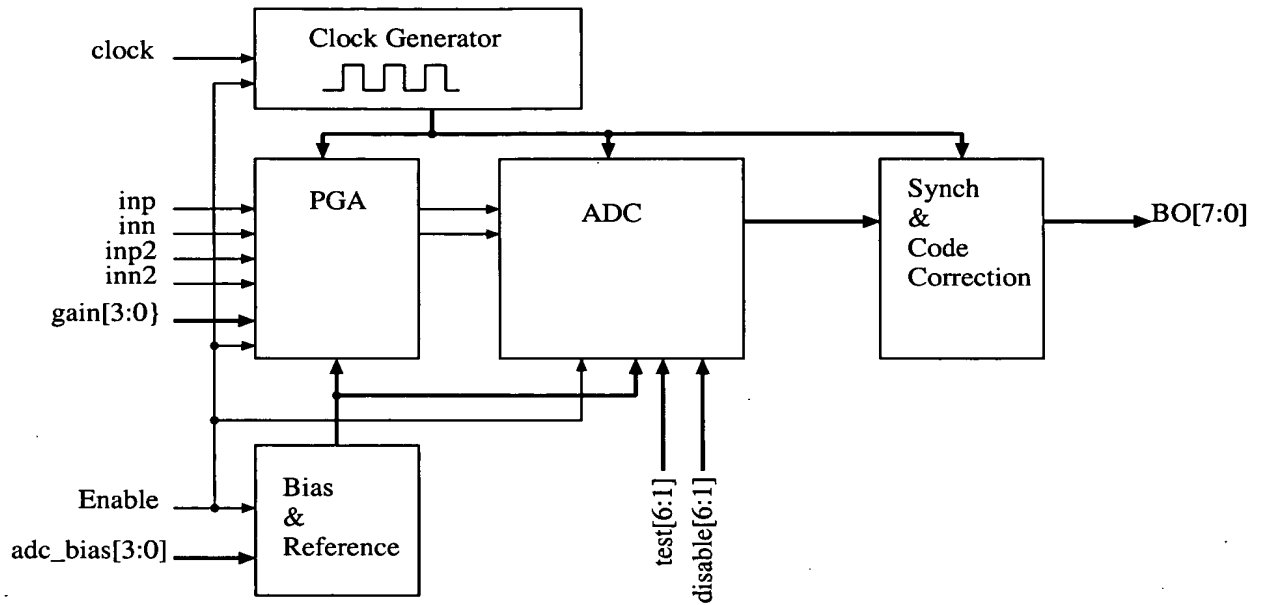 Clock Generator
clock
PGA
ADC
Synch
&
Code
Correction
inp
inn
inp2
inn2
gain[3:0}
BO[7:0]
Enable
adc_bias[3:0]
Bias
&
Reference
test[6:1]
disable[6:1]